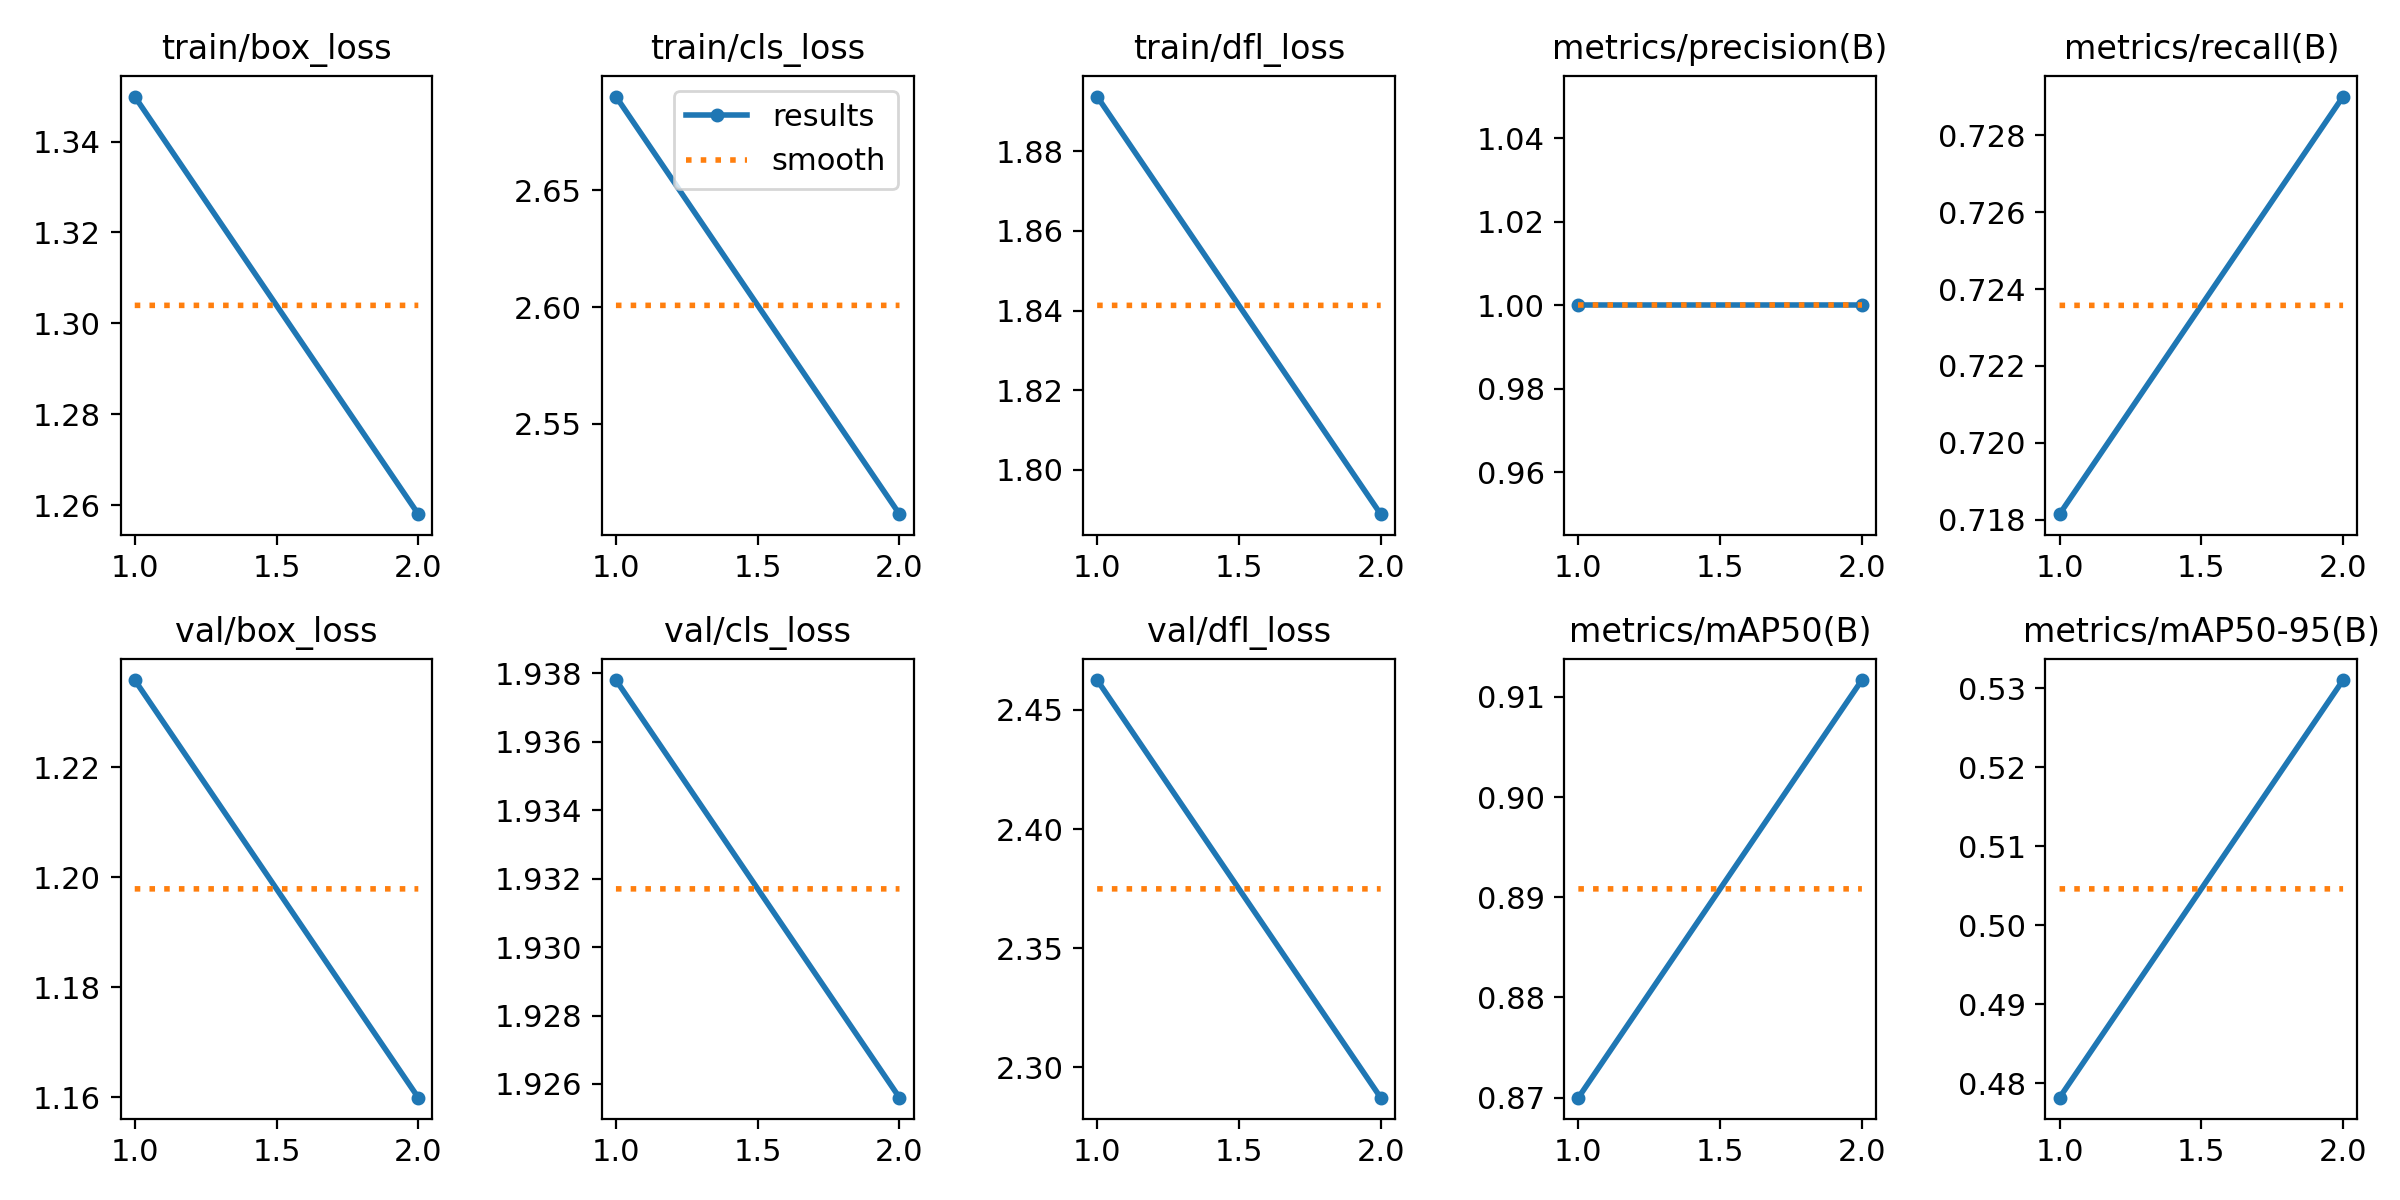 train/box_loss
1.34
1.32
1.30
1.28
1.26
1.0 1.5 2.0
train/cls_loss
results
smooth
2.65
2.60
2.55
1.0 1.5 2.0
train/dfl_loss
1.88
1.86
1.84
1.82
1.80
1.0 1.5 2.0
metrics/precision(B)
1.04
1.02
1.00
0.98
0.96
1.0 1.5 2.0
metrics/recall(B)
0.728
0.726
0.724
0.722
0.720
0.718
1.0 1.5 2.0
val/box_loss
1.22
1.20
1.18
1.16
1.0 1.5 2.0
val/cls_loss
1.938
1.936
1.934
1.932
1.930
1.928
1.926
1.0 1.5 2.0
val/dfl_loss
2.45
2.40
2.35
2.30
1.0 1.5 2.0
metrics/mAP50(B)
0.91
0.90
0.89
0.88
0.87
1.0 1.5 2.0
metrics/mAP50-95(B)
0.53
0.52
0.51
0.50
0.49
0.48
1.0 1.5 2.0